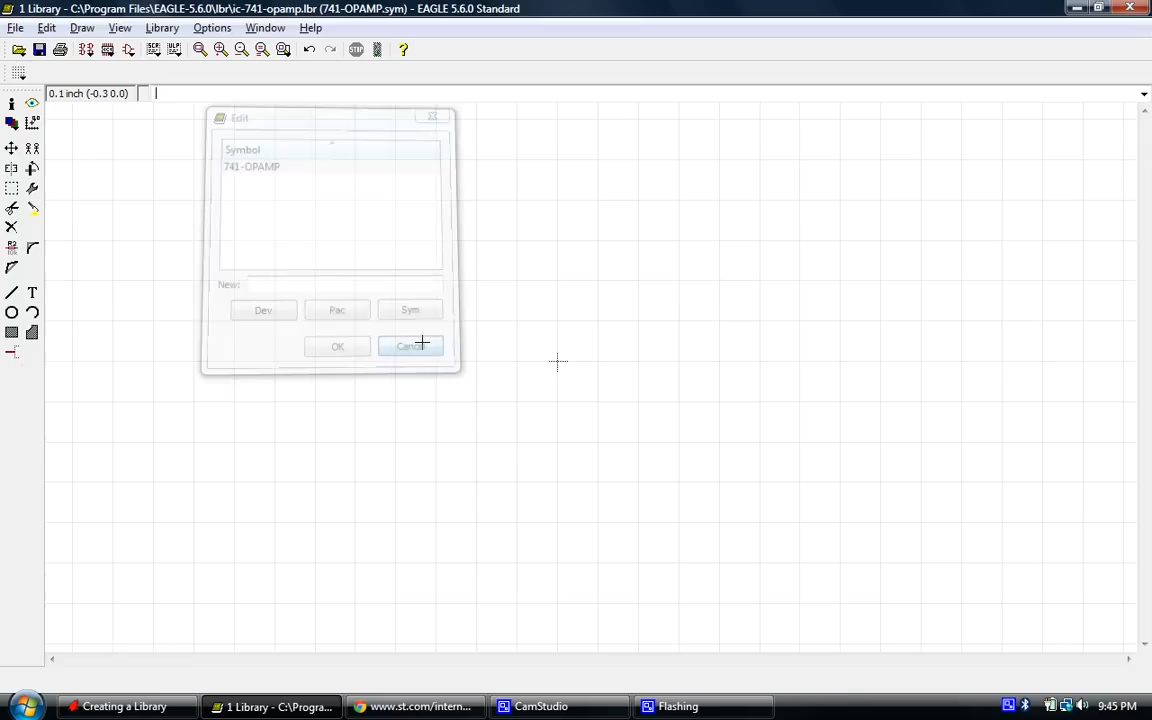 1 Library - C:\Program Files\EAGLE-5.6.0\lbr\ic-741-opamp.lbr (741-OPAMP.sym) - EAGLE 5.6.0 Standard
File Edit Draw View Library Options Window Help
0.1 inch (-0.3 0.0)
Edit
Symbol
741-OPAMP
New:
Dev Pac Sym
OK Cancel
Creating a Library
1 Library - C:\Progra...
www.st.com/intern...
CamStudio
Flashing
9:45 PM